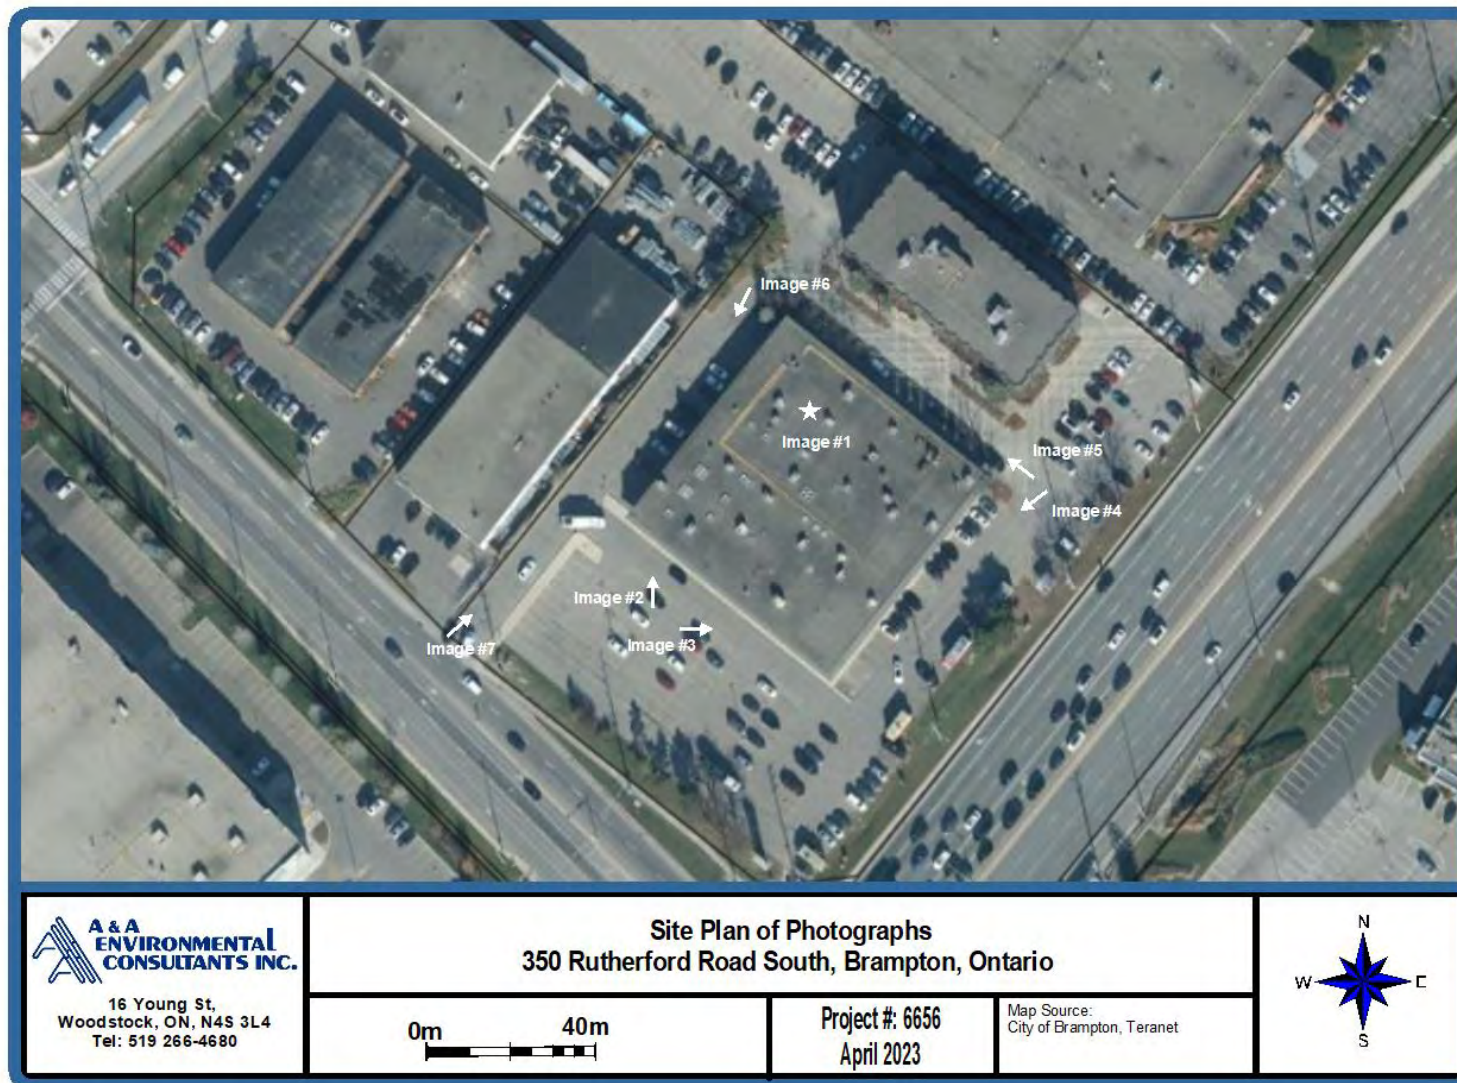 Image #6
Image #1
Image #5
Image #4
Image #2
Image #3
Image #7
A & A
ENVIRONMENTAL
CONSULTANTS INC.
16 Young St,
Woodstock, ON, N4S 3L4
Tel: 519 266-4680
Site Plan of Photographs
350 Rutherford Road South, Brampton, Ontario
0m 40m
Project #: 6656
April 2023
Map Source:
City of Brampton, Teranet
N
W E
S